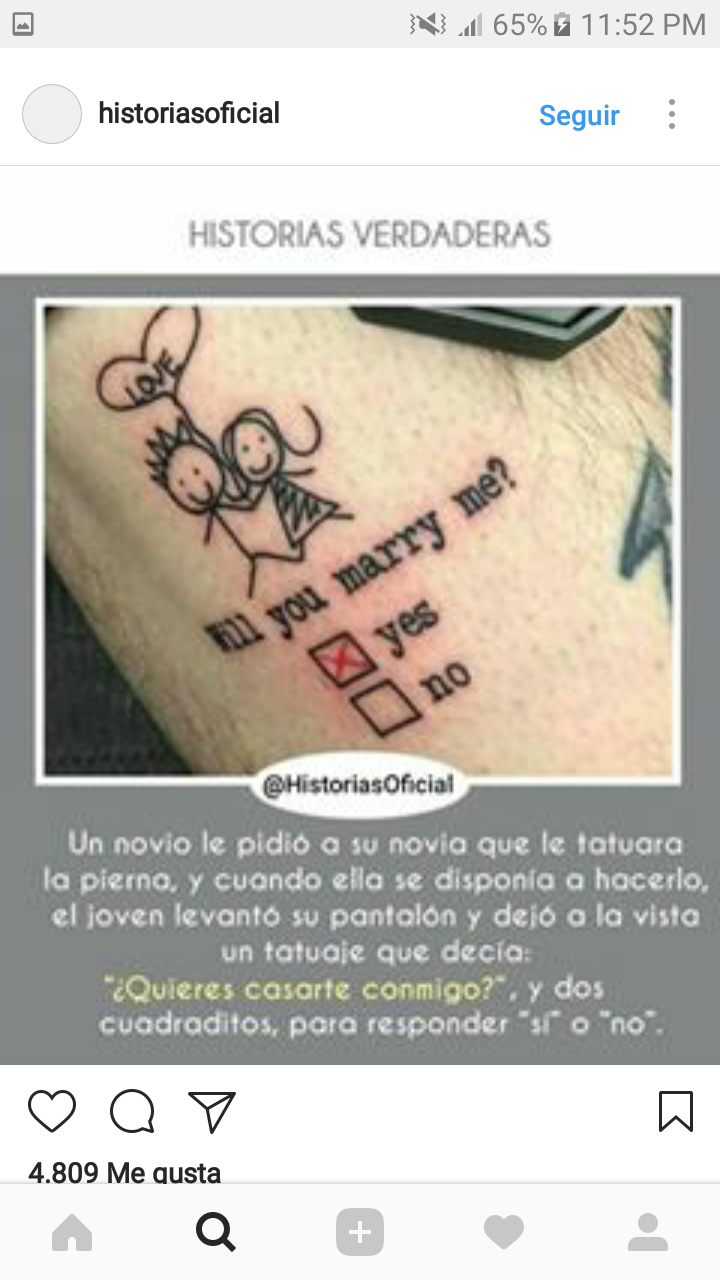 65% 11:52 PM
historiasoficial
Seguir
HISTORIAS VERDADERAS
LOVE
Will you marry me?
yes
no
@HistoriasOficial
Un novio le pidió a su novia que le tatuara
la pierna, y cuando ella se disponía a hacerlo,
el joven levantó su pantalón y dejó a la vista
un tatuaje que decía:
"¿Quieres casarte conmigo?", y dos
cuadraditos, para responder "sí" o "no".
4.809 Me gusta